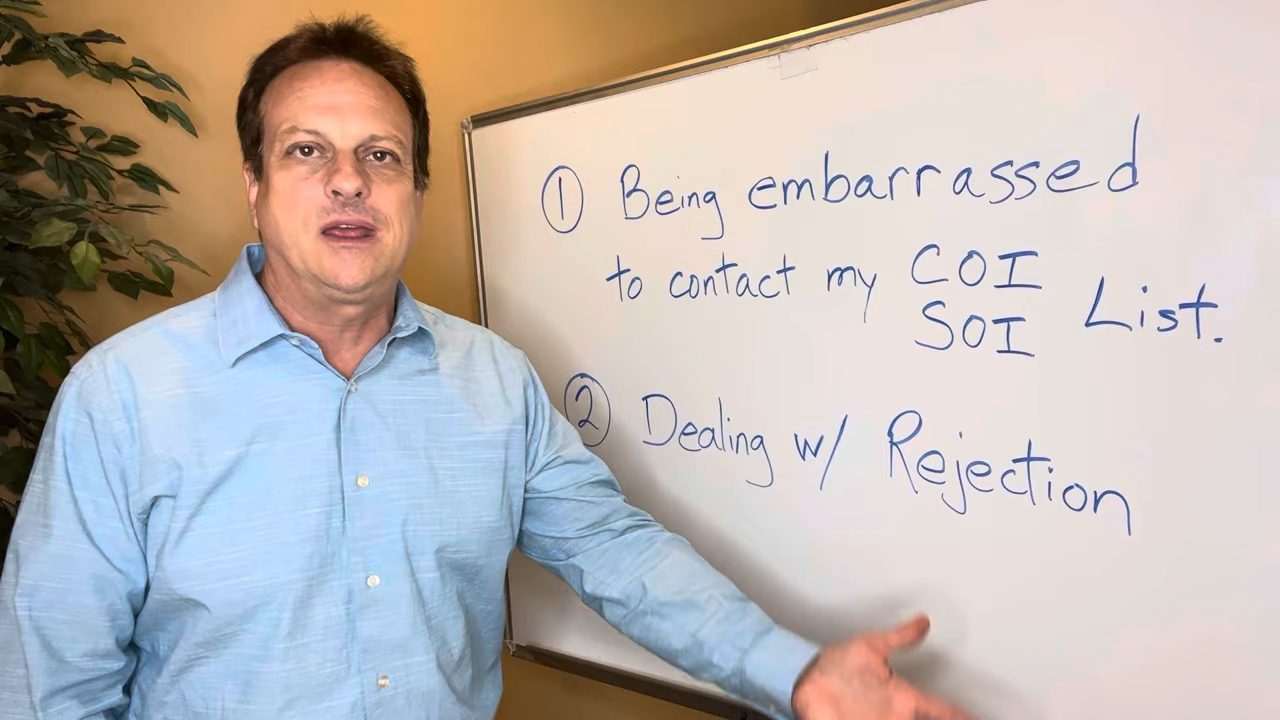 ① Being embarrassed
to contact my COI
SOI List.
② Dealing w/ Rejection